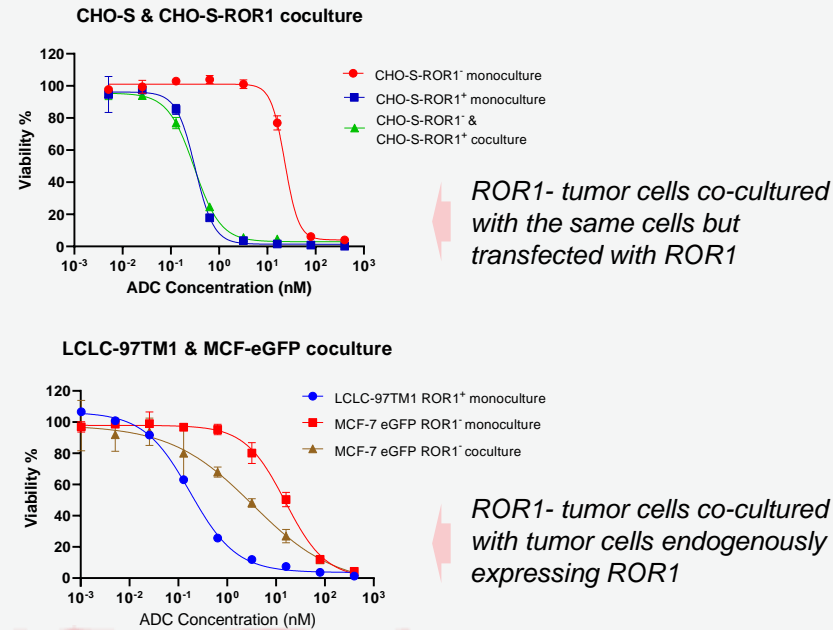 CHO-S & CHO-S-ROR1 coculture
120
100
80
60
40
20
0
Viability %
10⁻³ 10⁻² 10⁻¹ 10⁰ 10¹ 10² 10³
ADC Concentration (nM)
CHO-S-ROR1⁻ monoculture
CHO-S-ROR1⁺ monoculture
CHO-S-ROR1⁻ &
CHO-S-ROR1⁺ coculture
ROR1- tumor cells co-cultured
with the same cells but
transfected with ROR1
LCLC-97TM1 & MCF-eGFP coculture
120
100
80
60
40
20
0
Viability %
10⁻³ 10⁻² 10⁻¹ 10⁰ 10¹ 10² 10³
ADC Concentration (nM)
LCLC-97TM1 ROR1⁺ monoculture
MCF-7 eGFP ROR1⁻ monoculture
MCF-7 eGFP ROR1⁻ coculture
ROR1- tumor cells co-cultured
with tumor cells endogenously
expressing ROR1